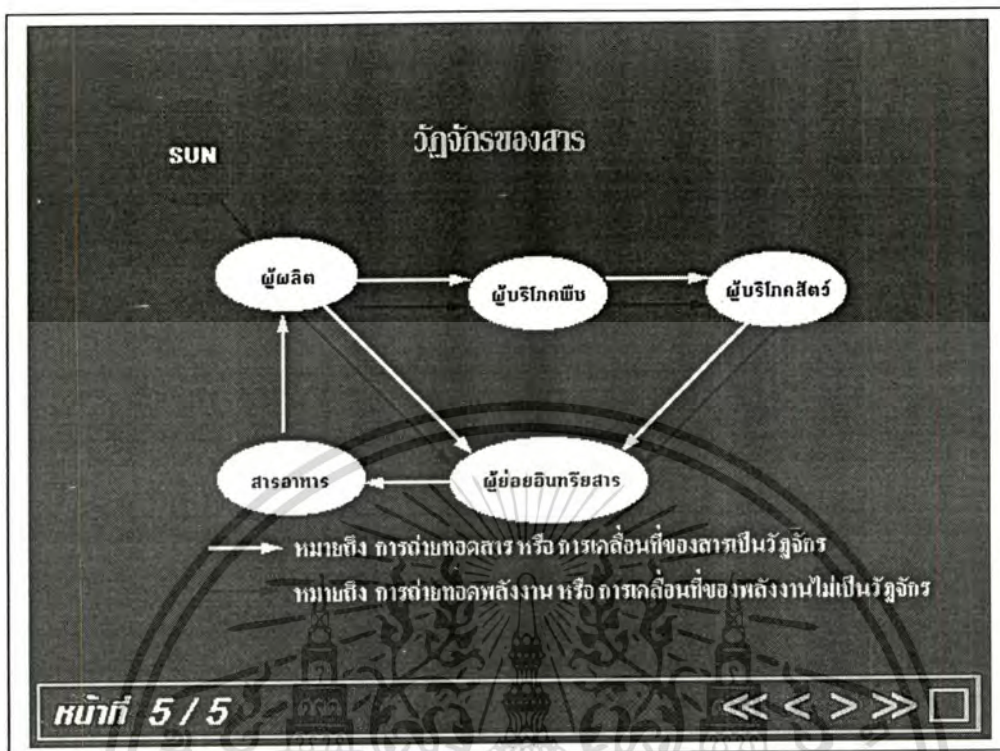 วัฏจักรของสาร
SUN
ผู้ผลิต
ผู้บริโภคพืช
ผู้บริโภคสัตว์
สารอาหาร
ผู้ย่อยอินทรียสาร
หมายถึง การถ่ายทอดสาร หรือ การเคลื่อนที่ของสารเป็นวัฏจักร
หมายถึง การถ่ายทอดพลังงาน หรือ การเคลื่อนที่ของพลังงานไม่เป็นวัฏจักร
หน้าที่ 5 / 5
<< < > >>